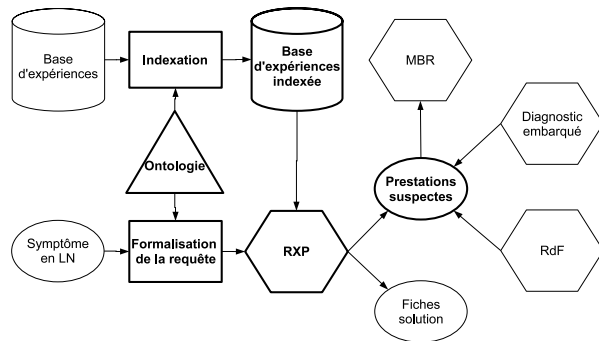 Base
d'expériences
Indexation
Base
d'expériences
indexée
MBR
Diagnostic
embarqué
Ontologie
Prestations
suspectes
Symptôme
en LN
Formalisation
de la requête
RXP
RdF
Fiches
solution